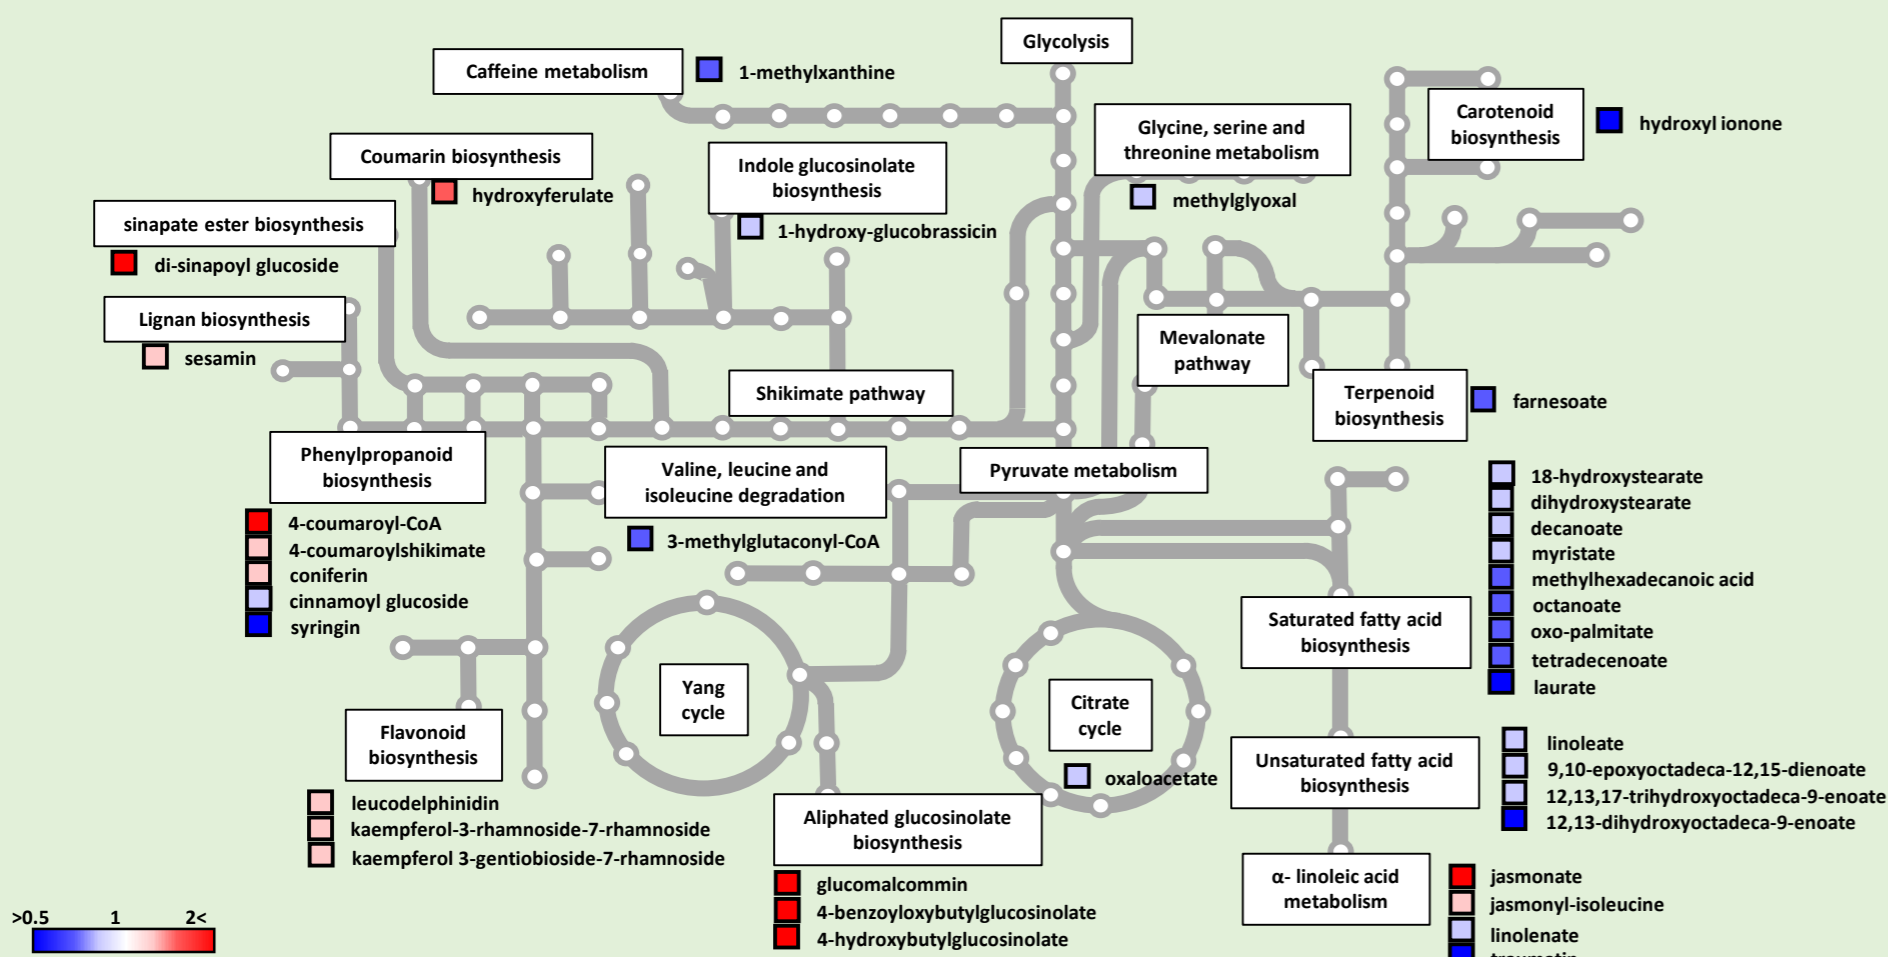 Glycolysis
Caffeine metabolism
1-methylxanthine
Carotenoid
biosynthesis
hydroxyl ionone
Glycine, serine and
threonine metabolism
methylglyoxal
Coumarin biosynthesis
hydroxyferulate
Indole glucosinolate
biosynthesis
1-hydroxy-glucobrassicin
sinapate ester biosynthesis
di-sinapoyl glucoside
Lignan biosynthesis
sesamin
Mevalonate
pathway
Shikimate pathway
Terpenoid
biosynthesis
farnesoate
Phenylpropanoid
biosynthesis
4-coumaroyl-CoA
4-coumaroylshikimate
coniferin
cinnamoyl glucoside
syringin
Valine, leucine and
isoleucine degradation
3-methylglutaconyl-CoA
Pyruvate metabolism
18-hydroxystearate
dihydroxystearate
decanoate
myristate
methylhexadecanoic acid
octanoate
oxo-palmitate
tetradecenoate
laurate
Saturated fatty acid
biosynthesis
Yang
cycle
Citrate
cycle
oxaloacetate
Flavonoid
biosynthesis
leucodelphinidin
kaempferol-3-rhamnoside-7-rhamnoside
kaempferol 3-gentiobioside-7-rhamnoside
Unsaturated fatty acid
biosynthesis
linoleate
9,10-epoxyoctadeca-12,15-dienoate
12,13,17-trihydroxyoctadeca-9-enoate
12,13-dihydroxyoctadeca-9-enoate
Aliphated glucosinolate
biosynthesis
glucomalcommin
4-benzoyloxybutylglucosinolate
4-hydroxybutylglucosinolate
α- linoleic acid
metabolism
jasmonate
jasmonyl-isoleucine
linolenate
>0.5 1 2<